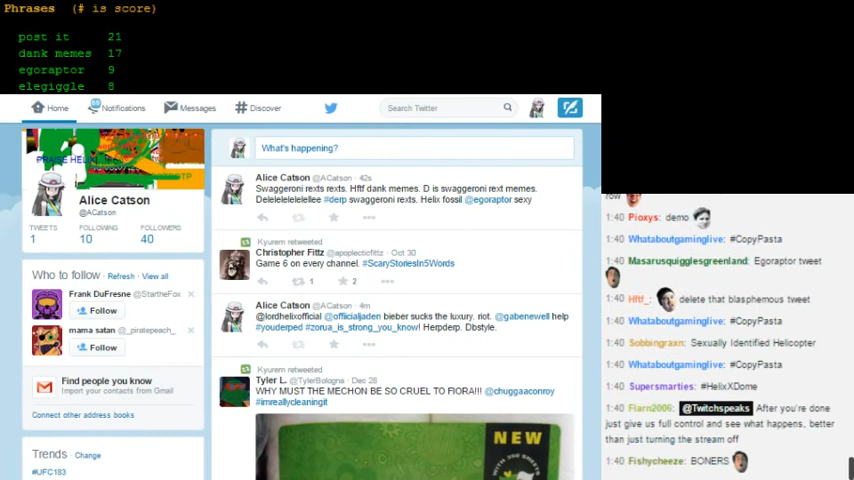 Phrases (# is score)
post it 21
dank memes 17
egoraptor 9
elegiggle 8
Home Notifications Messages # Discover Search Twitter
PRAISE HELIX
Alice Catson
@ACatson
TWEETS FOLLOWING FOLLOWERS
1 10 40
Who to follow · Refresh · View all
Frank DuFresne @StartheFox
Follow
mama satan @_piratepeach_
Follow
Find people you know
Import your contacts from Gmail
Connect other address books
Trends · Change
#UFC183
What's happening?
Alice Catson @ACatson · 42s
Swaggeroni rexts rexts. Hftf dank memes. D is swaggeroni rext memes.
Delelelelelellee #derp swaggeroni rexts. Helix fossil @egoraptor sexy
Kyurem retweeted
Christopher Fittz @apoplecticfittz · Oct 30
Game 6 on every channel. #ScaryStoriesIn5Words
1 2
Alice Catson @ACatson · 4m
@lordhelixofficial @officialjaden bieber sucks the luxury. riot. @gabenewell help
#youderped #zorua_is_strong_you_know! Herpderp. Dbstyle.
Kyurem retweeted
Tyler L. @TylerBologna · Dec 28
WHY MUST THE MECHON BE SO CRUEL TO FIORA!!! @chuggaaconroy
#imreallycleaningit
NEW
row
1:40 Pioxys: demo
1:40 Whataboutgaminglive: #CopyPasta
1:40 Masarusquigglesgreenland: Egoraptor tweet
1:40 Hftf_: delete that blasphemous tweet
1:40 Whataboutgaminglive: #CopyPasta
1:40 Sobbingraxn: Sexually Identified Helicopter
1:40 Whataboutgaminglive: #CopyPasta
1:40 Supersmarties: #HelixXDome
1:40 Flarn2006: @Twitchspeaks After you're done
just give us full control and see what happens, better
than just turning the stream off
1:40 Fishycheeze: BONERS